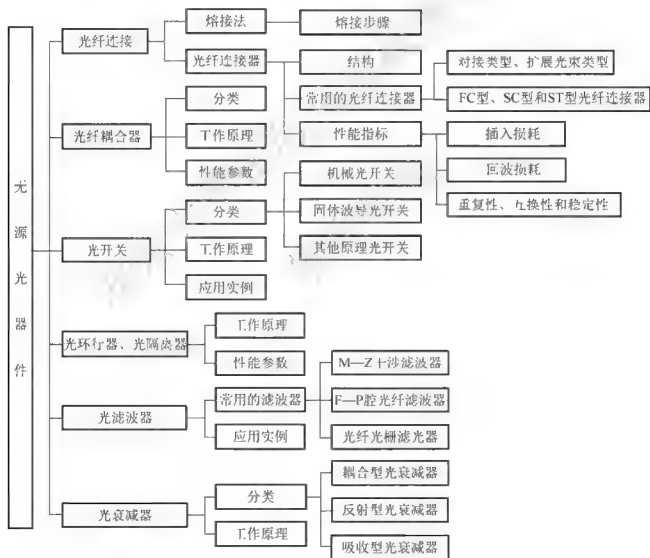 无源光器件
光纤连接
熔接法
熔接步骤
光纤连接器
结构
常用的光纤连接器
对接类型、扩展光束类型
FC型、SC型和ST型光纤连接器
性能指标
插入损耗
回波损耗
重复性、互换性和稳定性
光纤耦合器
分类
工作原理
性能参数
光开关
分类
机械光开关
固体波导光开关
其他原理光开关
工作原理
应用实例
光环行器、光隔离器
工作原理
性能参数
光滤波器
常用的滤波器
M—Z干涉滤波器
F—P腔光纤滤波器
光纤光栅滤光器
应用实例
光衰减器
分类
耦合型光衰减器
反射型光衰减器
吸收型光衰减器
工作原理